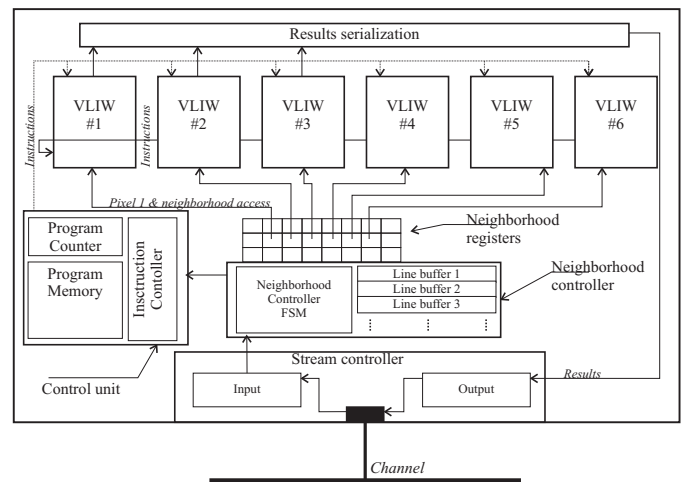 Results serialization
VLIW
#1
VLIW
#2
VLIW
#3
VLIW
#4
VLIW
#5
VLIW
#6
Instructions
Instructions
Pixel 1 & neighborhood access
Neighborhood
registers
Program
Counter
Program
Memory
Insctruction
Contoller
Neighborhood
Controller
FSM
Line buffer 1
Line buffer 2
Line buffer 3
Neighborhood
controller
Control unit
Stream controller
Input
Output
Results
Channel